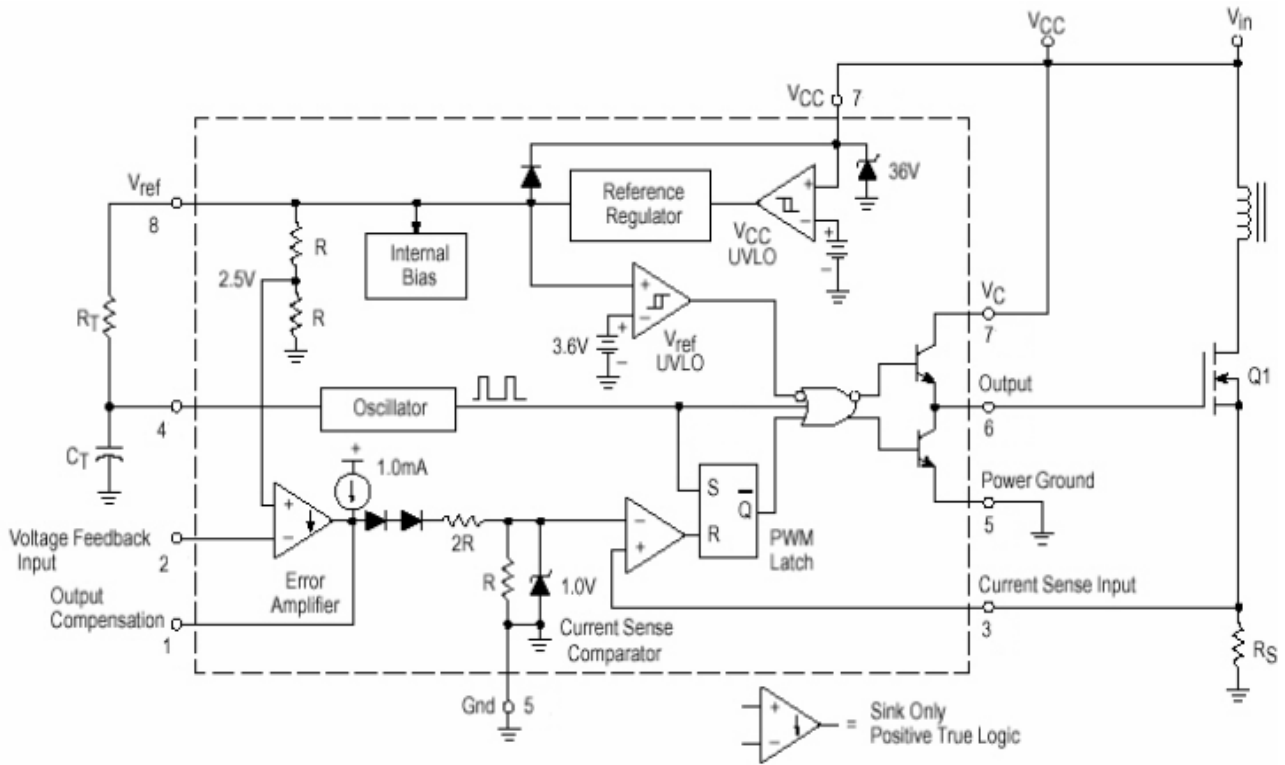 VCC
Vin
VCC 7
36V
Vref
8
Reference
Regulator
+
−
VCC
UVLO
+
−
R
Internal
Bias
2.5V
R
RT
+
−
Vref
UVLO
3.6V
+
−
VC
7
Output
6
Q1
Oscillator
4
CT
+
1.0mA
S
Q
R
PWM
Latch
Power Ground
5
+
−
Error
Amplifier
Voltage Feedback
Input
2
2R
−
+
R
1.0V
Current Sense
Comparator
Current Sense Input
3
Output
Compensation
1
RS
Gnd 5
+
−
= Sink Only
Positive True Logic